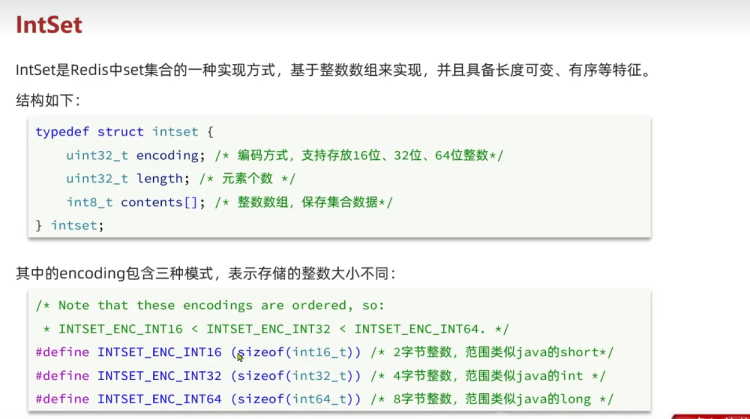 IntSet
IntSet是Redis中set集合的一种实现方式，基于整数数组来实现，并且具备长度可变、有序等特征。
结构如下：
typedef struct intset {
uint32_t encoding; /* 编码方式，支持存放16位、32位、64位整数*/
uint32_t length; /* 元素个数 */
int8_t contents[]; /* 整数数组，保存集合数据*/
} intset;
其中的encoding包含三种模式，表示存储的整数大小不同：
/* Note that these encodings are ordered, so:
* INTSET_ENC_INT16 < INTSET_ENC_INT32 < INTSET_ENC_INT64. */
#define INTSET_ENC_INT16 (sizeof(int16_t)) /* 2字节整数，范围类似java的short*/
#define INTSET_ENC_INT32 (sizeof(int32_t)) /* 4字节整数，范围类似java的int */
#define INTSET_ENC_INT64 (sizeof(int64_t)) /* 8字节整数，范围类似java的long */